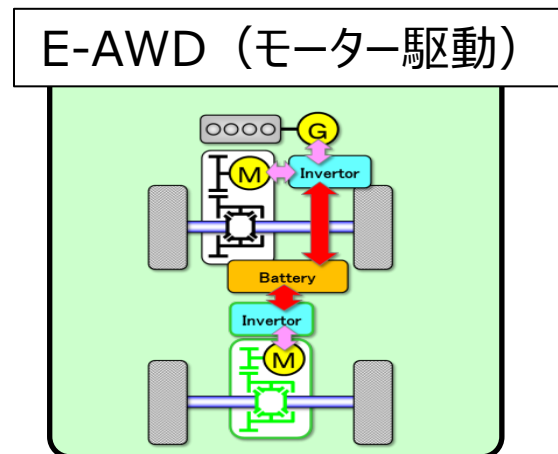 E-AWD（モーター駆動）
G
M
Invertor
Battery
Invertor
M